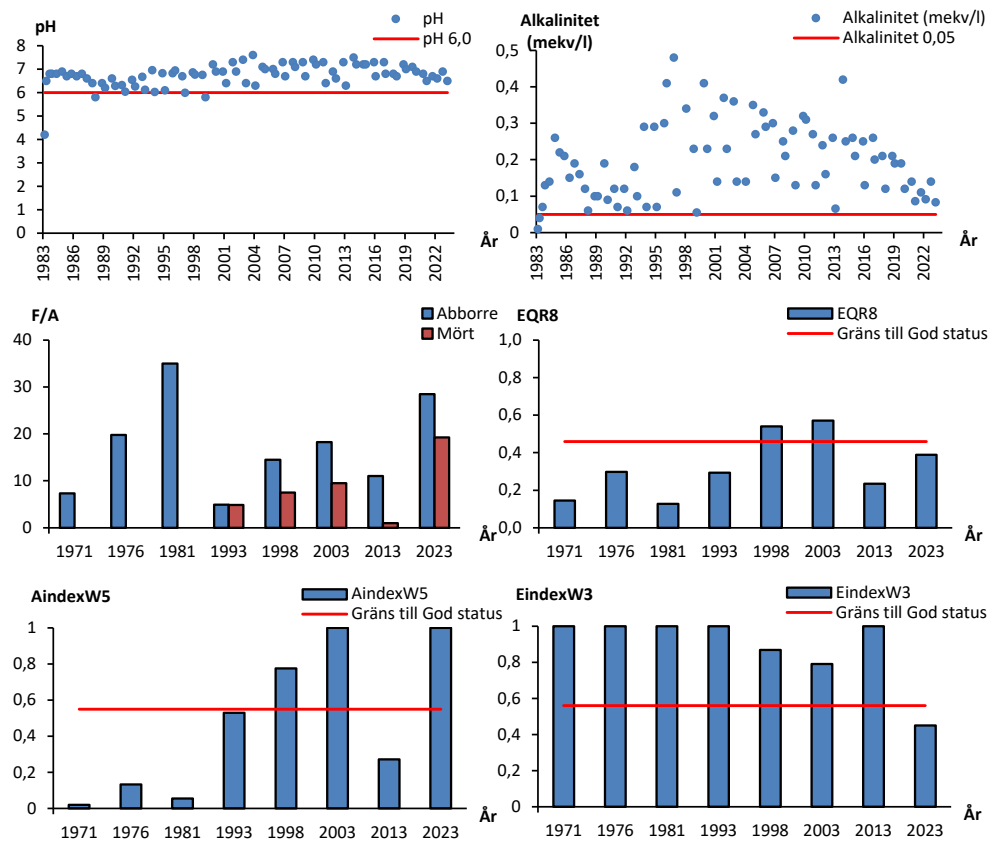 pH
pH
pH 6,0
8
7
6
5
4
3
2
1
0
År
1983
1986
1989
1992
1995
1998
2001
2004
2007
2010
2013
2016
2019
2022
Alkalinitet
(mekv/l)
Alkalinitet (mekv/l)
Alkalinitet 0,05
0,5
0,4
0,3
0,2
0,1
0
År
1983
1986
1989
1992
1995
1998
2001
2004
2007
2010
2013
2016
2019
2022
F/A
Abborre
Mört
40
30
20
10
0
1971 1976 1981 1993 1998 2003 2013 2023
År
EQR8
EQR8
Gräns till God status
1,0
0,8
0,6
0,4
0,2
0,0
1971 1976 1981 1993 1998 2003 2013 2023
År
AindexW5
AindexW5
Gräns till God status
1
0,8
0,6
0,4
0,2
0
1971 1976 1981 1993 1998 2003 2013 2023
År
EindexW3
EindexW3
Gräns till God status
1
0,8
0,6
0,4
0,2
0
1971 1976 1981 1993 1998 2003 2013 2023
År